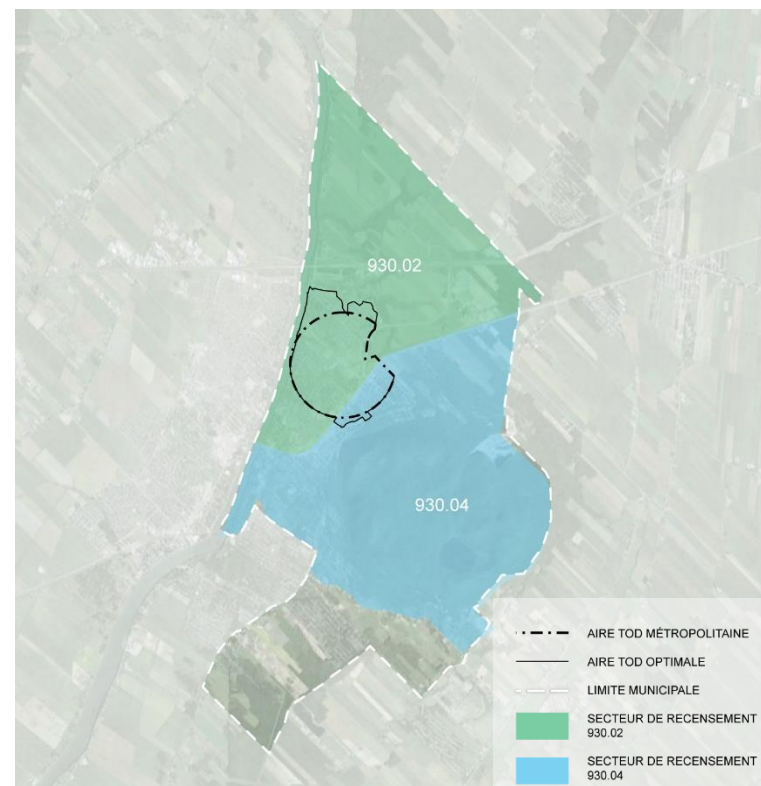 930.02
930.04
AIRE TOD MÉTROPOLITAINE
AIRE TOD OPTIMALE
LIMITE MUNICIPALE
SECTEUR DE RECENSEMENT
930.02
SECTEUR DE RECENSEMENT
930.04